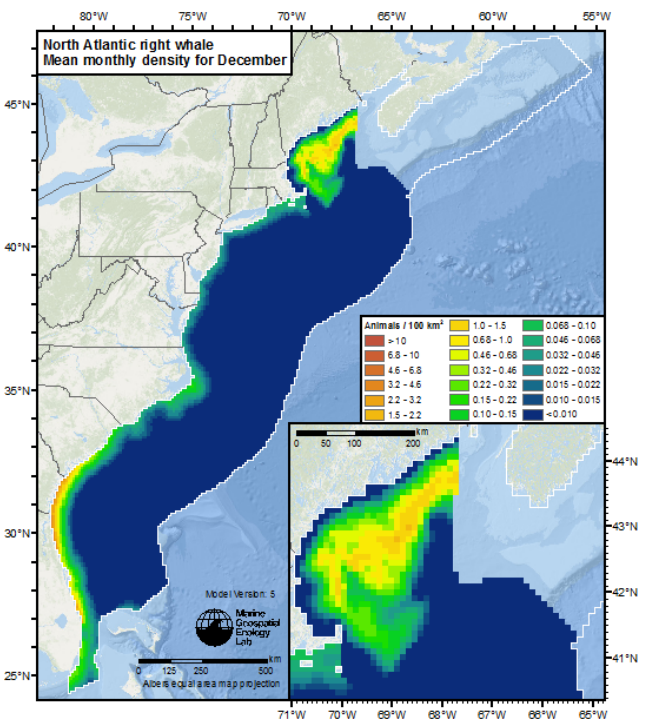 80°W 75°W 70°W 65°W 60°W 55°W
North Atlantic right whale
Mean monthly density for December
45°N
40°N
35°N
30°N
25°N
Animals / 100 km²
>10
6.8 - 10
4.6 - 6.8
3.2 - 4.6
2.2 - 3.2
1.5 - 2.2
1.0 - 1.5
0.68 - 1.0
0.46 - 0.68
0.32 - 0.46
0.22 - 0.32
0.15 - 0.22
0.10 - 0.15
0.068 - 0.10
0.046 - 0.068
0.032 - 0.046
0.022 - 0.032
0.015 - 0.022
0.010 - 0.015
<0.010
km
0 50 100 200
44°N
43°N
42°N
41°N
Model Version: 5
Marine
Geospatial
Ecology
Lab
km
0 125 250 500
Albers equal area map projection
80°W 75°W 71°W 70°W 69°W 68°W 67°W 66°W 65°W